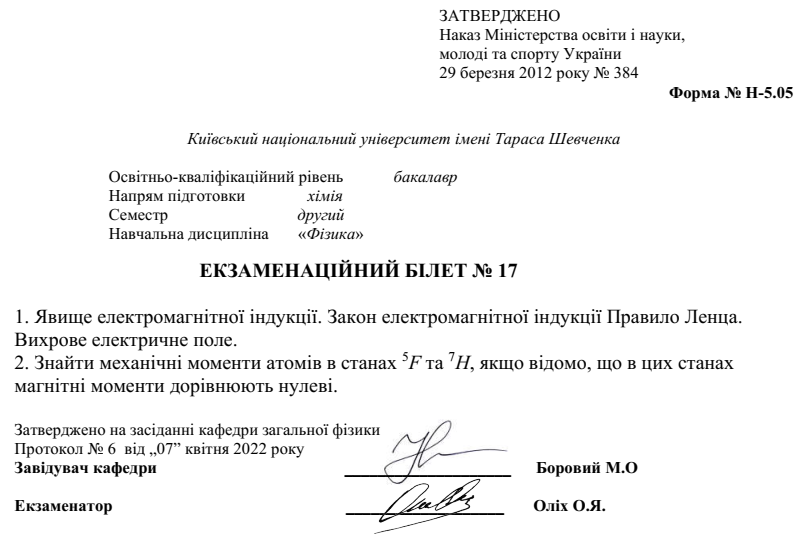 ЗАТВЕРДЖЕНО
Наказ Міністерства освіти і науки,
молоді та спорту України
29 березня 2012 року № 384
Форма № Н-5.05
Київський національний університет імені Тараса Шевченка
Освітньо-кваліфікаційний рівень бакалавр
Напрям підготовки хімія
Семестр другий
Навчальна дисципліна «Фізика»
ЕКЗАМЕНАЦІЙНИЙ БІЛЕТ № 17
1. Явище електромагнітної індукції. Закон електромагнітної індукції Правило Ленца.
Вихрове електричне поле.
2. Знайти механічні моменти атомів в станах ⁵F та ⁷H, якщо відомо, що в цих станах
магнітні моменти дорівнюють нулеві.
Затверджено на засіданні кафедри загальної фізики
Протокол № 6 від „07” квітня 2022 року
Завідувач кафедри Боровий М.О
Екзаменатор Оліх О.Я.